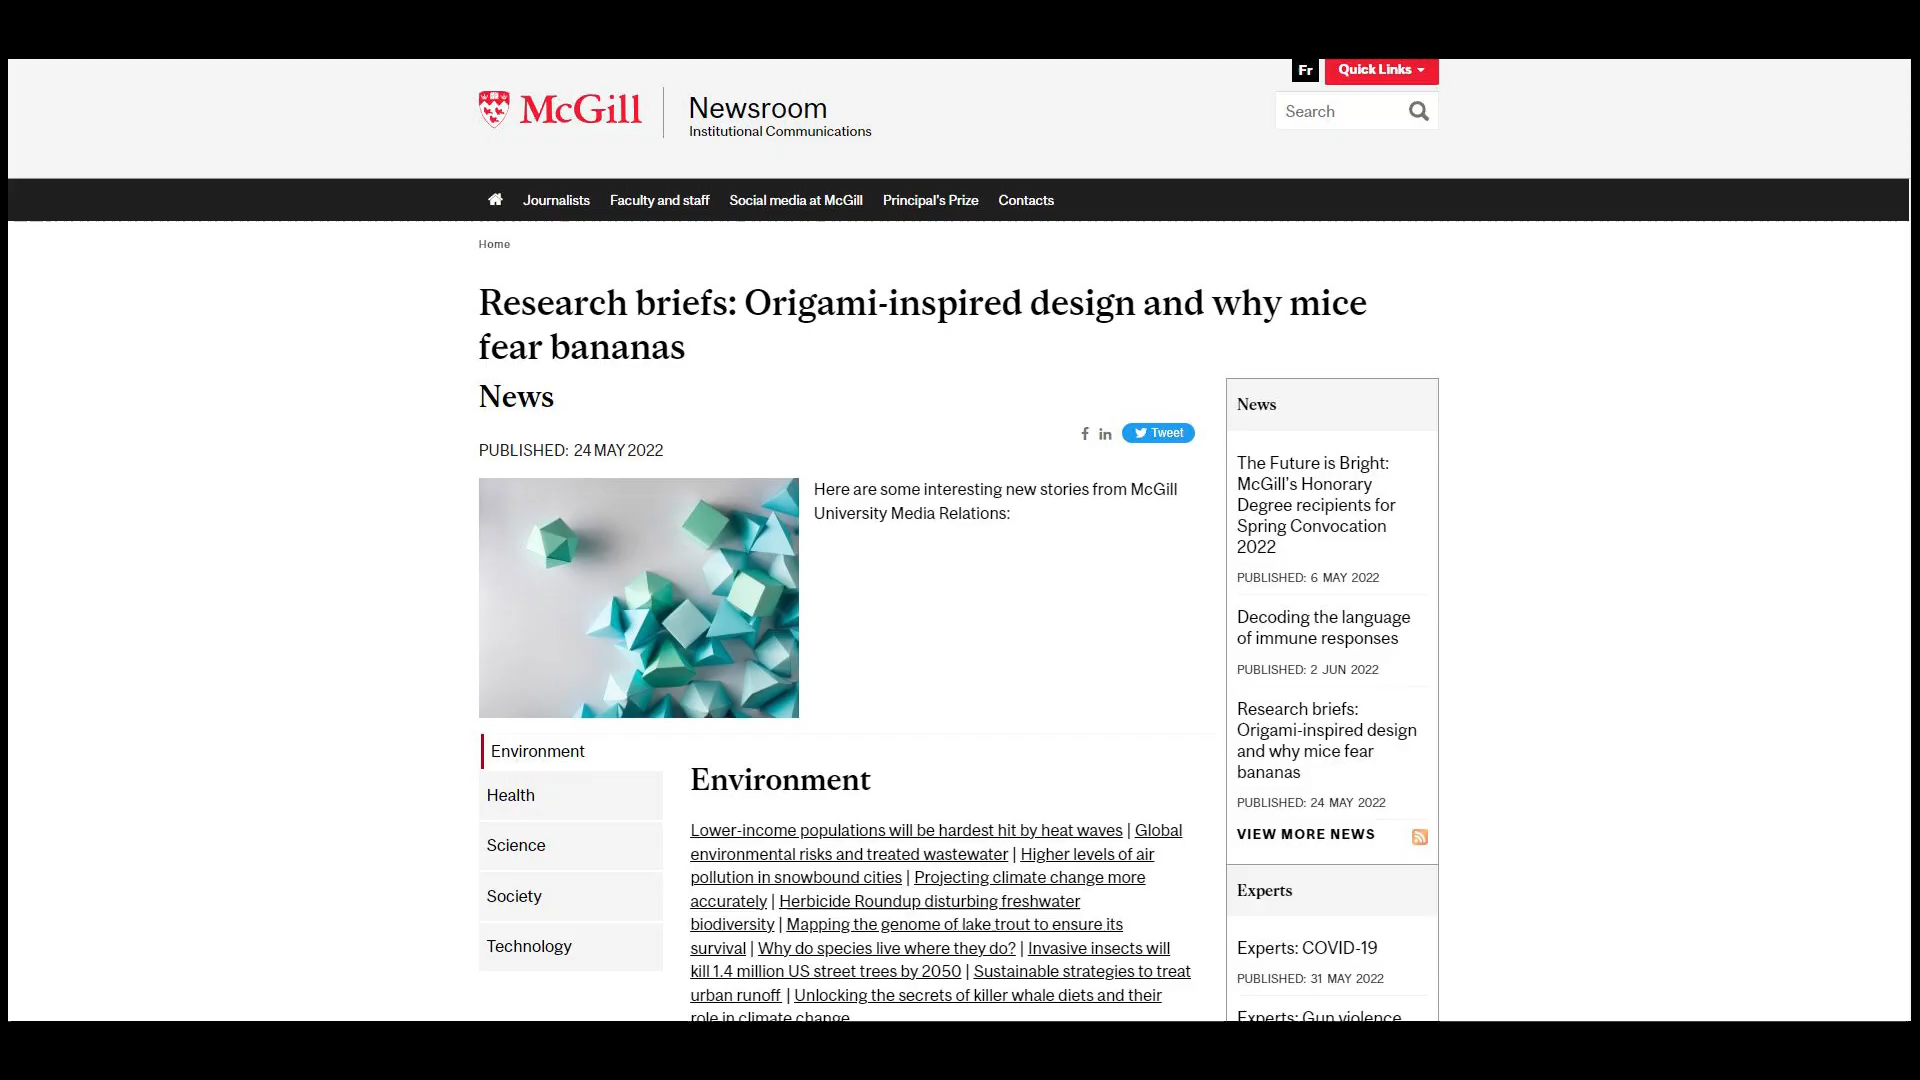 Fr
Quick Links
McGill
Newsroom
Institutional Communications
Search
Journalists
Faculty and staff
Social media at McGill
Principal's Prize
Contacts
Home
Research briefs: Origami-inspired design and why mice
fear bananas
News
PUBLISHED: 24 MAY 2022
in
Tweet
Here are some interesting new stories from McGill
University Media Relations:
Environment
Health
Science
Society
Technology
Environment
Lower-income populations will be hardest hit by heat waves | Global
environmental risks and treated wastewater | Higher levels of air
pollution in snowbound cities | Projecting climate change more
accurately | Herbicide Roundup disturbing freshwater
biodiversity | Mapping the genome of lake trout to ensure its
survival | Why do species live where they do? | Invasive insects will
kill 1.4 million US street trees by 2050 | Sustainable strategies to treat
urban runoff | Unlocking the secrets of killer whale diets and their
role in climate change
News
The Future is Bright:
McGill's Honorary
Degree recipients for
Spring Convocation
2022
PUBLISHED: 6 MAY 2022
Decoding the language
of immune responses
PUBLISHED: 2 JUN 2022
Research briefs:
Origami-inspired design
and why mice fear
bananas
PUBLISHED: 24 MAY 2022
VIEW MORE NEWS
Experts
Experts: COVID-19
PUBLISHED: 31 MAY 2022
Experts: Gun violence